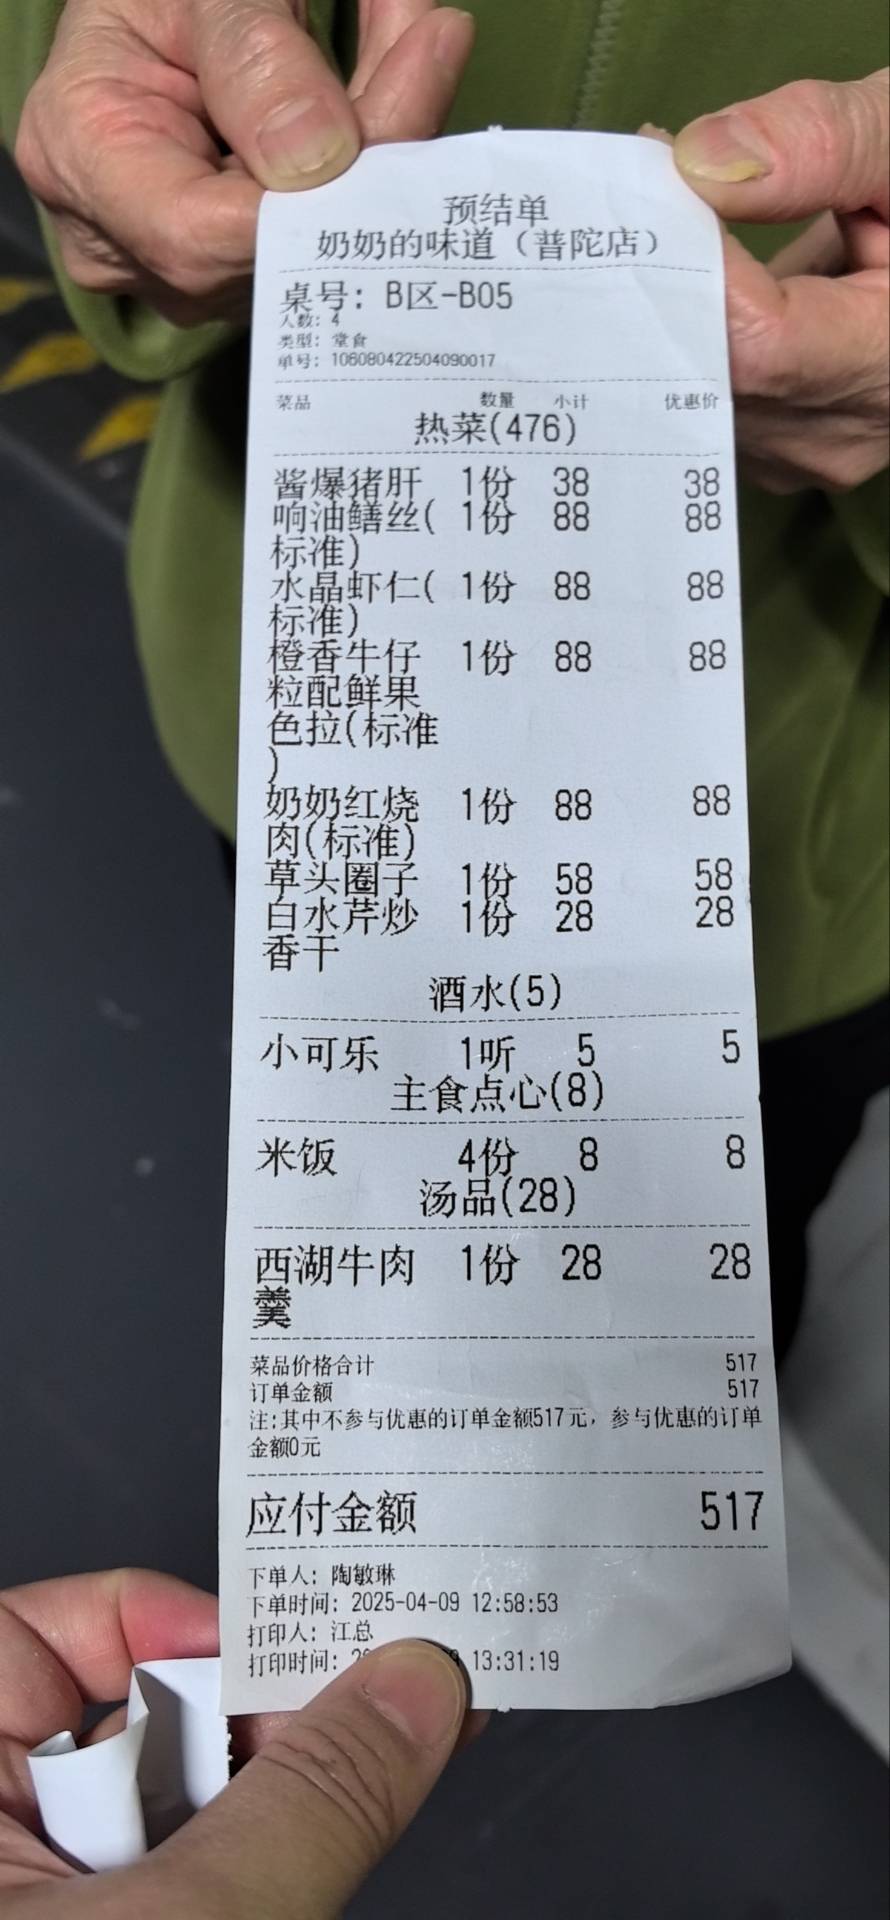 预结单
奶奶的味道（普陀店）
桌号: B区-B05
人数: 4
类型: 堂食
单号: 106080422504090017
菜品 数量 小计 优惠价
热菜(476)
酱爆猪肝 1份 38 38
响油鳝丝( 1份 88 88
标准)
水晶虾仁( 1份 88 88
标准)
橙香牛仔 1份 88 88
粒配鲜果
色拉(标准
)
奶奶红烧 1份 88 88
肉(标准)
草头圈子 1份 58 58
白水芹炒 1份 28 28
香干
酒水(5)
小可乐 1听 5 5
主食点心(8)
米饭 4份 8 8
汤品(28)
西湖牛肉 1份 28 28
羹
菜品价格合计 517
订单金额 517
注:其中不参与优惠的订单金额517元，参与优惠的订单
金额0元
应付金额 517
下单人: 陶敏琳
下单时间: 2025-04-09 12:58:53
打印人: 江总
打印时间: 13:31:19